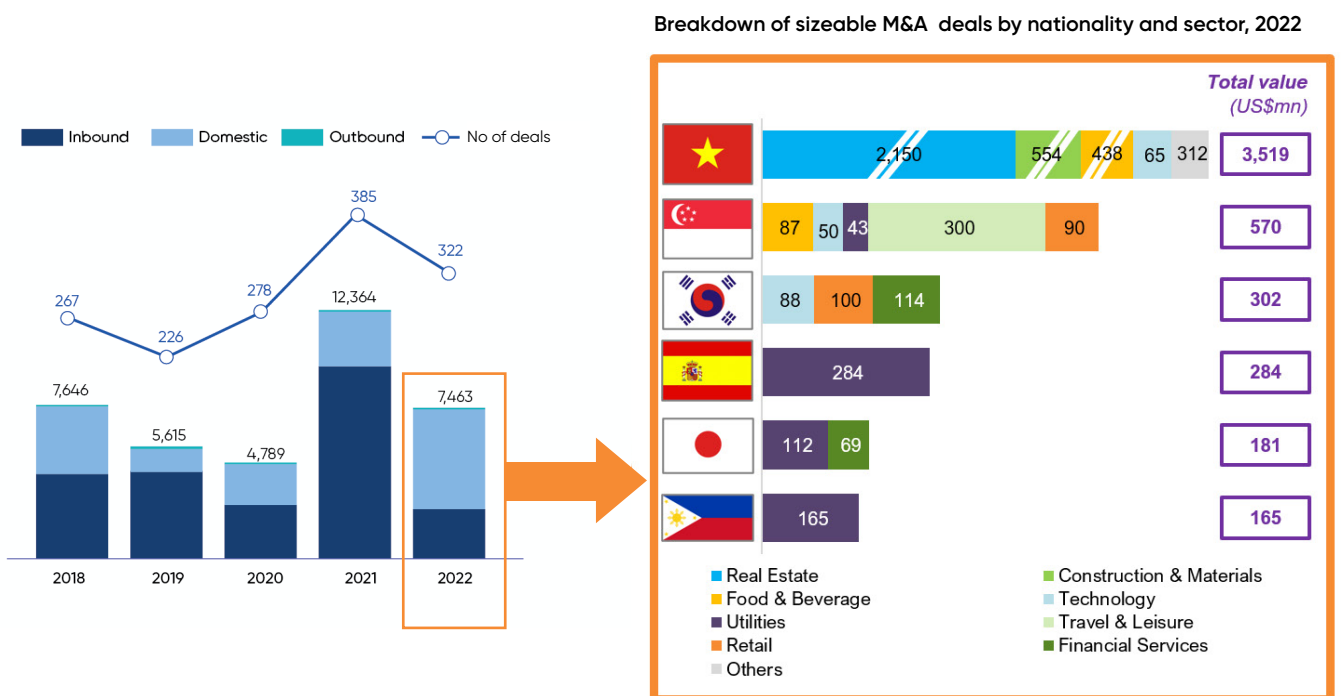 Breakdown of sizeable M&A deals by nationality and sector, 2022
Inbound Domestic Outbound No of deals
385
322
267
278
226
12,364
7,646
7,463
5,615
4,789
2018 2019 2020 2021 2022
Total value
(US$mn)
2,150 554 438 65 312 3,519
87 50 43 300 90 570
88 100 114 302
284 284
112 69 181
165 165
Real Estate Construction & Materials
Food & Beverage Technology
Utilities Travel & Leisure
Retail Financial Services
Others